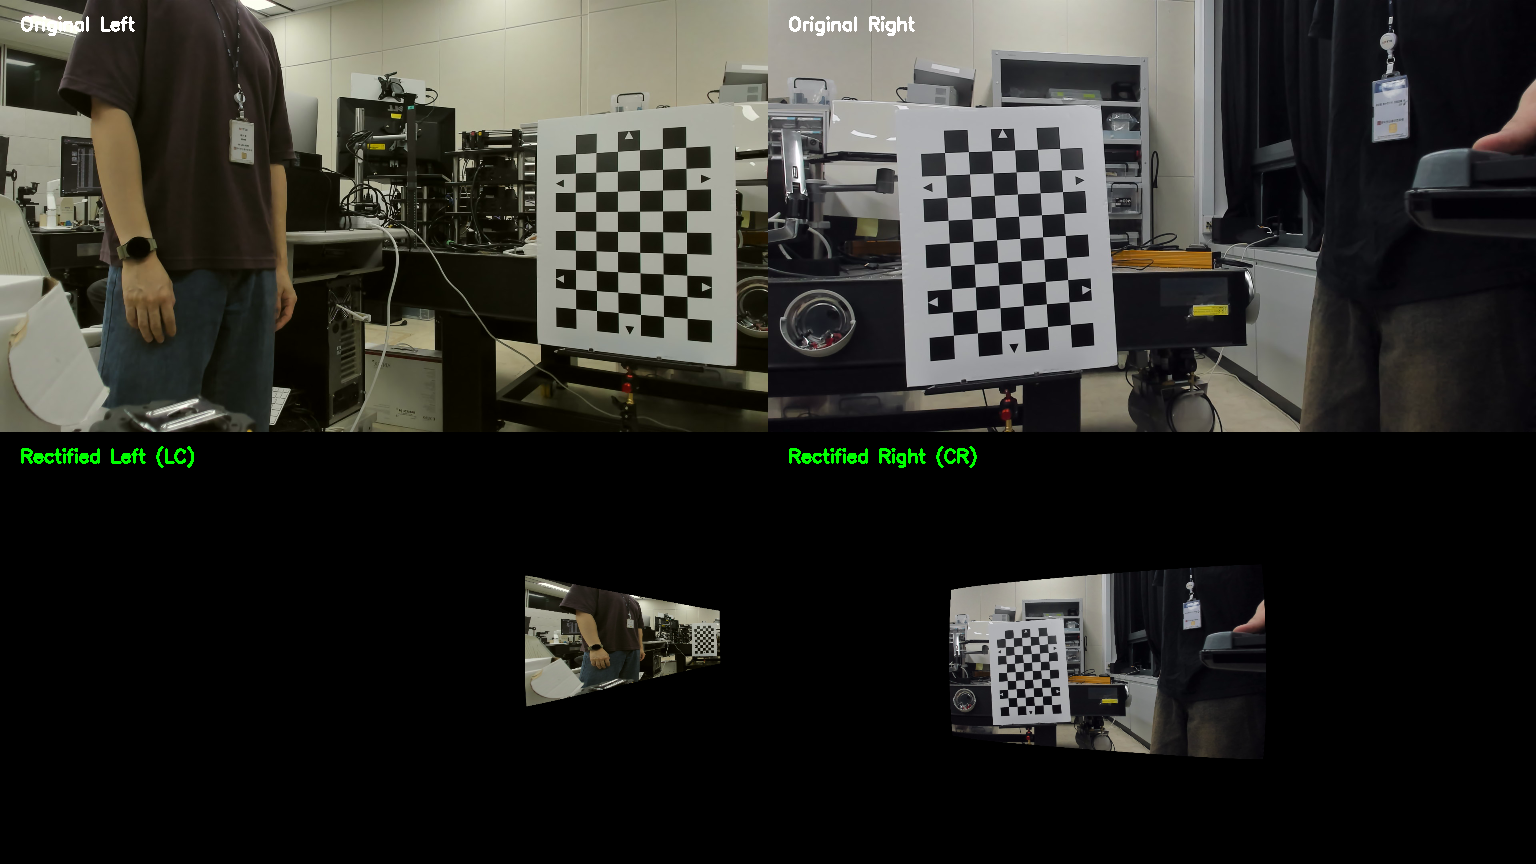 Original Left
Original Right
Rectified Left (LC)
Rectified Right (CR)